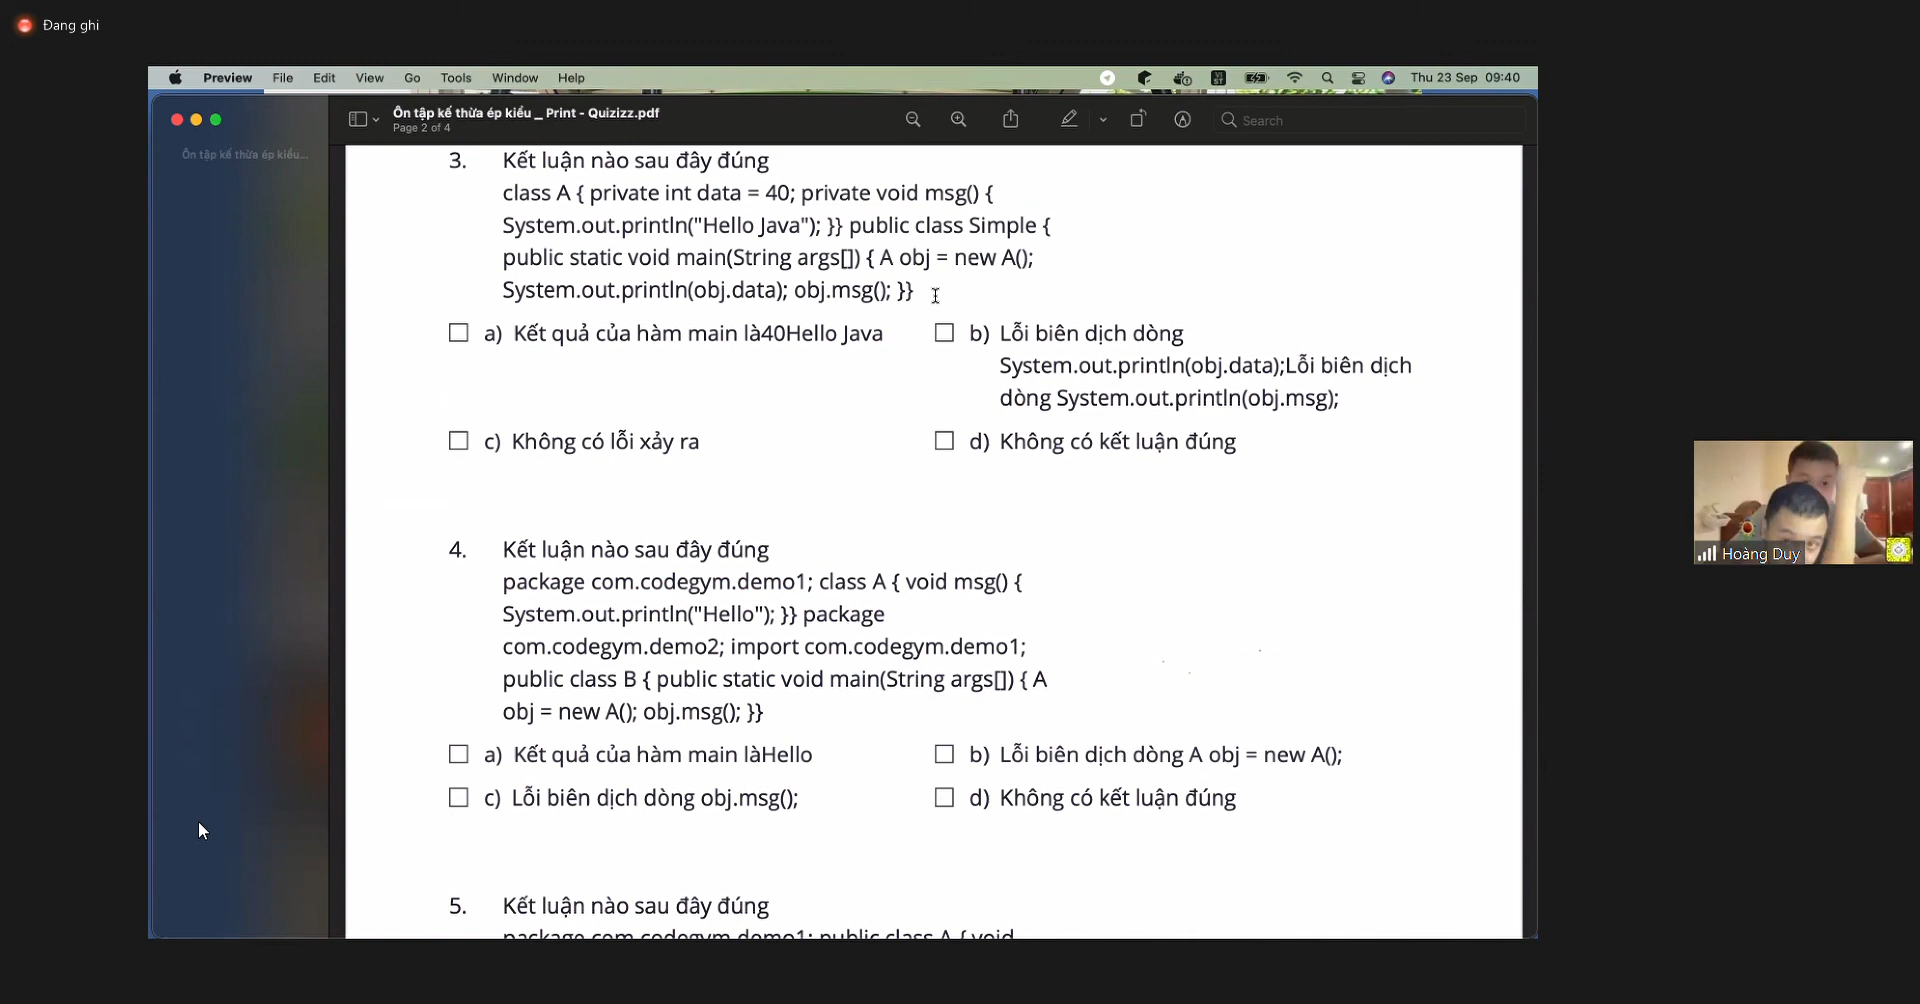 Đang ghi
Preview File Edit View Go Tools Window Help Thu 23 Sep 09:40
Ôn tập kế thừa ép kiểu _ Print - Quizizz.pdf
Page 2 of 4
Search
Ôn tập kế thừa ép kiểu...
3. Kết luận nào sau đây đúng
class A { private int data = 40; private void msg() {
System.out.println("Hello Java"); }} public class Simple {
public static void main(String args[]) { A obj = new A();
System.out.println(obj.data); obj.msg(); }}
a) Kết quả của hàm main là40Hello Java
b) Lỗi biên dịch dòng
System.out.println(obj.data);Lỗi biên dịch
dòng System.out.println(obj.msg);
c) Không có lỗi xảy ra
d) Không có kết luận đúng
4. Kết luận nào sau đây đúng
package com.codegym.demo1; class A { void msg() {
System.out.println("Hello"); }} package
com.codegym.demo2; import com.codegym.demo1;
public class B { public static void main(String args[]) { A
obj = new A(); obj.msg(); }}
a) Kết quả của hàm main làHello
b) Lỗi biên dịch dòng A obj = new A();
c) Lỗi biên dịch dòng obj.msg();
d) Không có kết luận đúng
5. Kết luận nào sau đây đúng
package com.codegym.demo1; public class A { void
Hoàng Duy